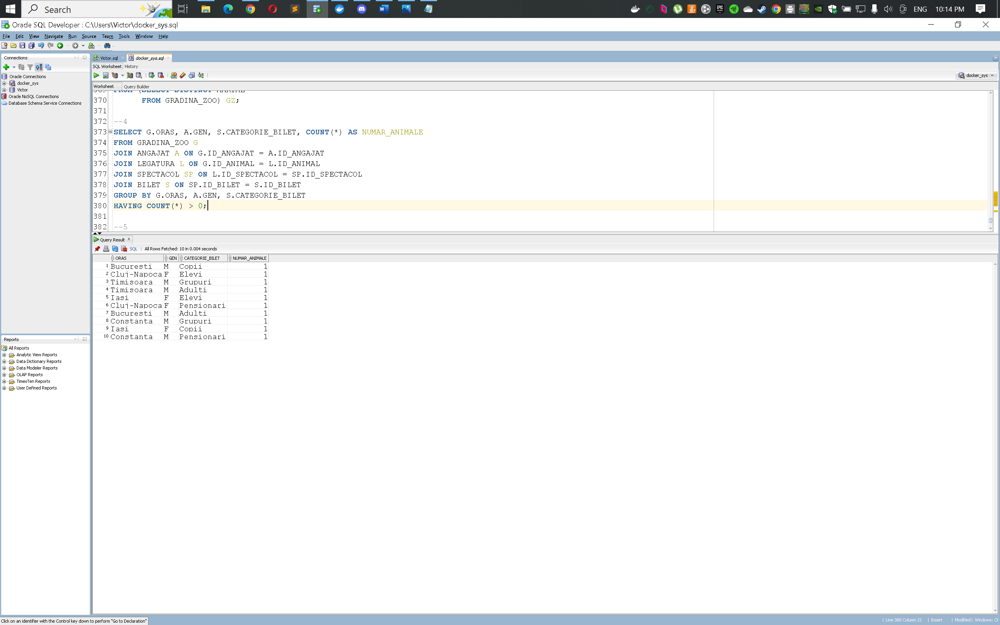 Search
ENG
10:14 PM
Oracle SQL Developer : C:\Users\Victor\docker_sys.sql
File Edit View Navigate Run Source Team Tools Window Help
Connections
Oracle Connections
docker_sys
Victor
Oracle NoSQL Connections
Database Schema Service Connections
Victor.sql
docker_sys.sql
SQL Worksheet History
docker_sys
Worksheet Query Builder
369 FROM (SELECT DISTINCT MARIME
370 FROM GRADINA_ZOO) GZ;
371
372 --4
373 SELECT G.ORAS, A.GEN, S.CATEGORIE_BILET, COUNT(*) AS NUMAR_ANIMALE
374 FROM GRADINA_ZOO G
375 JOIN ANGAJAT A ON G.ID_ANGAJAT = A.ID_ANGAJAT
376 JOIN LEGATURA L ON G.ID_ANIMAL = L.ID_ANIMAL
377 JOIN SPECTACOL SP ON L.ID_SPECTACOL = SP.ID_SPECTACOL
378 JOIN BILET S ON SP.ID_BILET = S.ID_BILET
379 GROUP BY G.ORAS, A.GEN, S.CATEGORIE_BILET
380 HAVING COUNT(*) > 0;
381
382 --5
Query Result
SQL | All Rows Fetched: 10 in 0.004 seconds
ORAS GEN CATEGORIE_BILET NUMAR_ANIMALE
1 Bucuresti M Copii 1
2 Cluj-Napoca F Elevi 1
3 Timisoara M Grupuri 1
4 Timisoara M Adulti 1
5 Iasi F Elevi 1
6 Cluj-Napoca F Pensionari 1
7 Bucuresti M Adulti 1
8 Constanta M Grupuri 1
9 Iasi F Copii 1
10 Constanta M Pensionari 1
Reports
All Reports
Analytic View Reports
Data Dictionary Reports
Data Modeler Reports
OLAP Reports
TimesTen Reports
User Defined Reports
Click on an identifier with the Control key down to perform "Go to Declaration"
| Line 380 Column 21 | Insert | Modified | Windows: